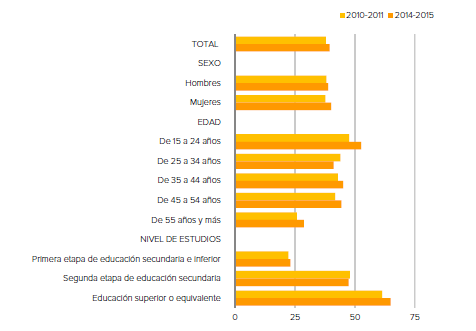 2010-2011 2014-2015
TOTAL
SEXO
Hombres
Mujeres
EDAD
De 15 a 24 años
De 25 a 34 años
De 35 a 44 años
De 45 a 54 años
De 55 años y más
NIVEL DE ESTUDIOS
Primera etapa de educación secundaria e inferior
Segunda etapa de educación secundaria
Educación superior o equivalente
0 25 50 75